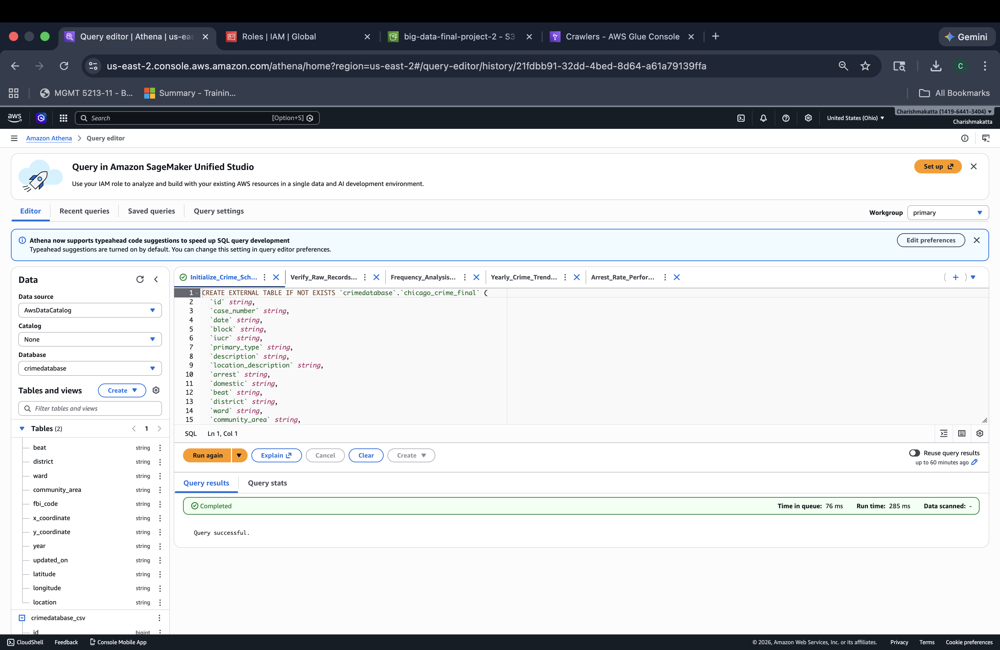 Query editor | Athena | us-eas
Roles | IAM | Global
big-data-final-project-2 - S3
Crawlers - AWS Glue Console
Gemini
us-east-2.console.aws.amazon.com/athena/home?region=us-east-2#/query-editor/history/21fdbb91-32dd-4bed-8d64-a61a79139ffa
C
MGMT 5213-11 - B...
Summary - Trainin...
All Bookmarks
aws
Search
[Option+S]
United States (Ohio)
Charishmakatta (1419-6441-3404)
Charishmakatta
Amazon Athena
Query editor
Query in Amazon SageMaker Unified Studio
Set up
Use your IAM role to analyze and build with your existing AWS resources in a single data and AI development environment.
Editor
Recent queries
Saved queries
Query settings
Workgroup
primary
Athena now supports typeahead code suggestions to speed up SQL query development
Typeahead suggestions are turned on by default. You can change this setting in query editor preferences.
Edit preferences
Data
Data source
AwsDataCatalog
Catalog
None
Database
crimedatabase
Tables and views
Create
Filter tables and views
Tables (2)
1
beat string
district string
ward string
community_area string
fbi_code string
x_coordinate string
y_coordinate string
year string
updated_on string
latitude string
longitude string
location string
crimedatabase_csv
id bigint
Initialize_Crime_Sch...
Verify_Raw_Records...
Frequency_Analysis...
Yearly_Crime_Trend...
Arrest_Rate_Perfor...
1 CREATE EXTERNAL TABLE IF NOT EXISTS `crimedatabase`.`chicago_crime_final` (
2 `id` string,
3 `case_number` string,
4 `date` string,
5 `block` string,
6 `iucr` string,
7 `primary_type` string,
8 `description` string,
9 `location_description` string,
10 `arrest` string,
11 `domestic` string,
12 `beat` string,
13 `district` string,
14 `ward` string,
15 `community_area` string,
SQL
Ln 1, Col 1
Run again
Explain
Cancel
Clear
Create
Reuse query results
up to 60 minutes ago
Query results
Query stats
Completed
Time in queue: 76 ms
Run time: 285 ms
Data scanned: -
Query successful.
CloudShell
Feedback
Console Mobile App
© 2026, Amazon Web Services, Inc. or its affiliates.
Privacy
Terms
Cookie preferences